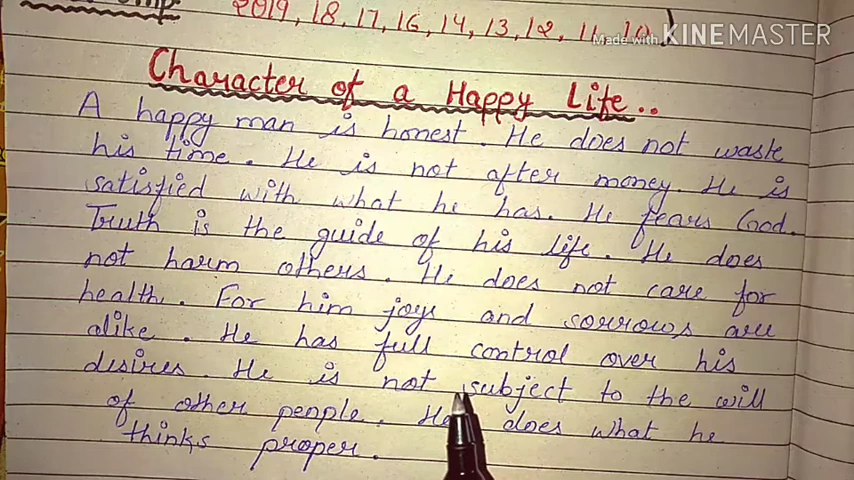 2019, 18, 17, 16, 14, 13, 12, 11, 10)
Made with KINEMASTER
Character of a Happy Life..
A happy man is honest. He does not waste
his time. He is not after money. He is
satisfied with what he has. He fears God.
Truth is the guide of his life. He does
not harm others. He does not care for
health. For him joys and sorrows are
alike. He has full control over his
desires. He is not subject to the will
of other people. He does what he
thinks proper.